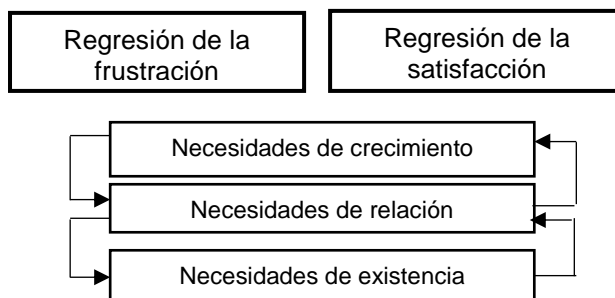 Regresión de la
frustración
Regresión de la
satisfacción
Necesidades de crecimiento
Necesidades de relación
Necesidades de existencia